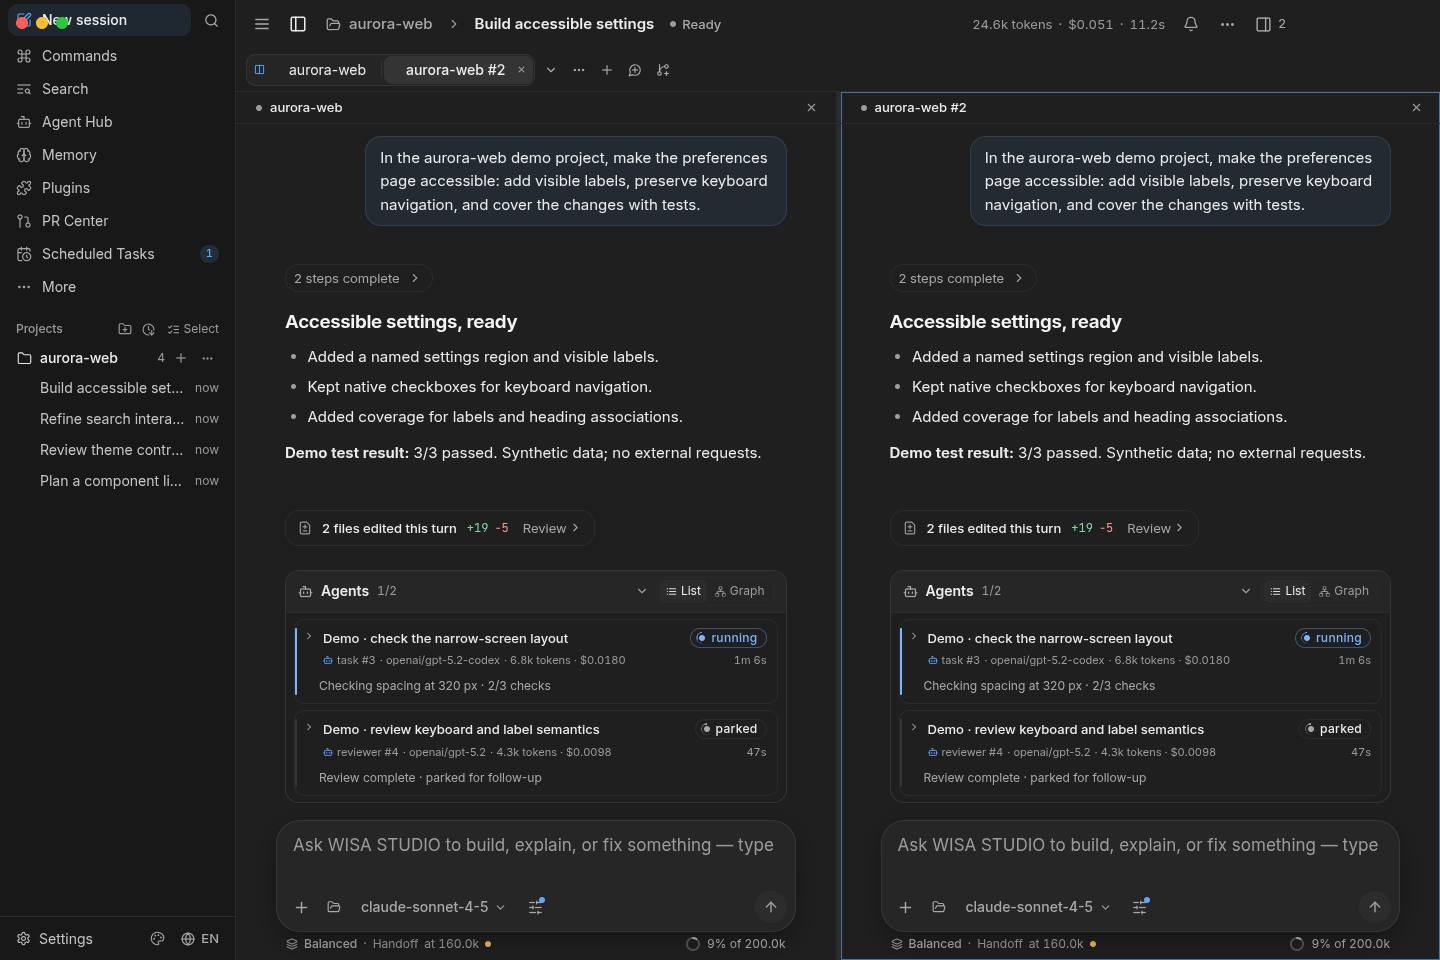 New session
Commands
Search
Agent Hub
Memory
Plugins
PR Center
Scheduled Tasks 1
More
Projects Select
aurora-web 4
Build accessible set... now
Refine search intera... now
Review theme contr... now
Plan a component li... now
Settings EN
aurora-web Build accessible settings Ready
24.6k tokens · $0.051 · 11.2s 2
aurora-web aurora-web #2
aurora-web
In the aurora-web demo project, make the preferences
page accessible: add visible labels, preserve keyboard
navigation, and cover the changes with tests.
2 steps complete
Accessible settings, ready
• Added a named settings region and visible labels.
• Kept native checkboxes for keyboard navigation.
• Added coverage for labels and heading associations.
Demo test result: 3/3 passed. Synthetic data; no external requests.
2 files edited this turn +19 -5 Review
Agents 1/2 List Graph
Demo · check the narrow-screen layout running
task #3 · openai/gpt-5.2-codex · 6.8k tokens · $0.0180 1m 6s
Checking spacing at 320 px · 2/3 checks
Demo · review keyboard and label semantics parked
reviewer #4 · openai/gpt-5.2 · 4.3k tokens · $0.0098 47s
Review complete · parked for follow-up
Ask WISA STUDIO to build, explain, or fix something — type
claude-sonnet-4-5
Balanced · Handoff at 160.0k 9% of 200.0k
aurora-web #2
In the aurora-web demo project, make the preferences
page accessible: add visible labels, preserve keyboard
navigation, and cover the changes with tests.
2 steps complete
Accessible settings, ready
• Added a named settings region and visible labels.
• Kept native checkboxes for keyboard navigation.
• Added coverage for labels and heading associations.
Demo test result: 3/3 passed. Synthetic data; no external requests.
2 files edited this turn +19 -5 Review
Agents 1/2 List Graph
Demo · check the narrow-screen layout running
task #3 · openai/gpt-5.2-codex · 6.8k tokens · $0.0180 1m 6s
Checking spacing at 320 px · 2/3 checks
Demo · review keyboard and label semantics parked
reviewer #4 · openai/gpt-5.2 · 4.3k tokens · $0.0098 47s
Review complete · parked for follow-up
Ask WISA STUDIO to build, explain, or fix something — type
claude-sonnet-4-5
Balanced · Handoff at 160.0k 9% of 200.0k